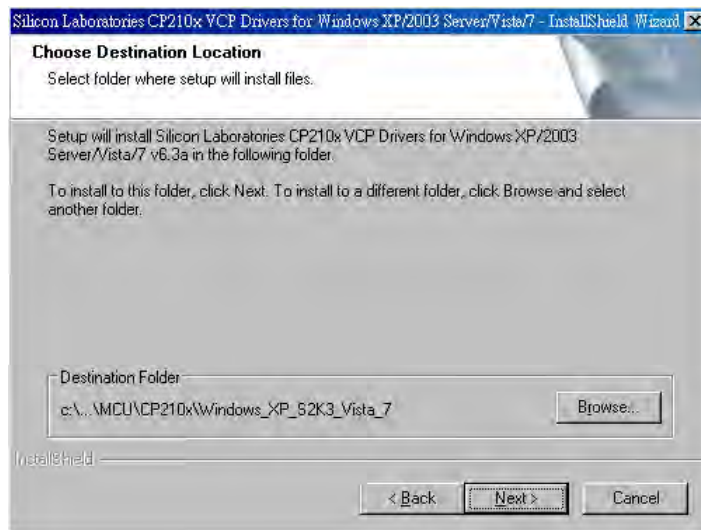 Silicon Laboratories CP210x VCP Drivers for Windows XP/2003 Server/Vista/7 - InstallShield Wizard
Choose Destination Location
Select folder where setup will install files.
Setup will install Silicon Laboratories CP210x VCP Drivers for Windows XP/2003
Server/Vista/7 v6.3a in the following folder.
To install to this folder, click Next. To install to a different folder, click Browse and select
another folder.
Destination Folder
c:\...\MCU\CP210x\Windows_XP_S2K3_Vista_7
Browse...
InstallShield
< Back
Next >
Cancel